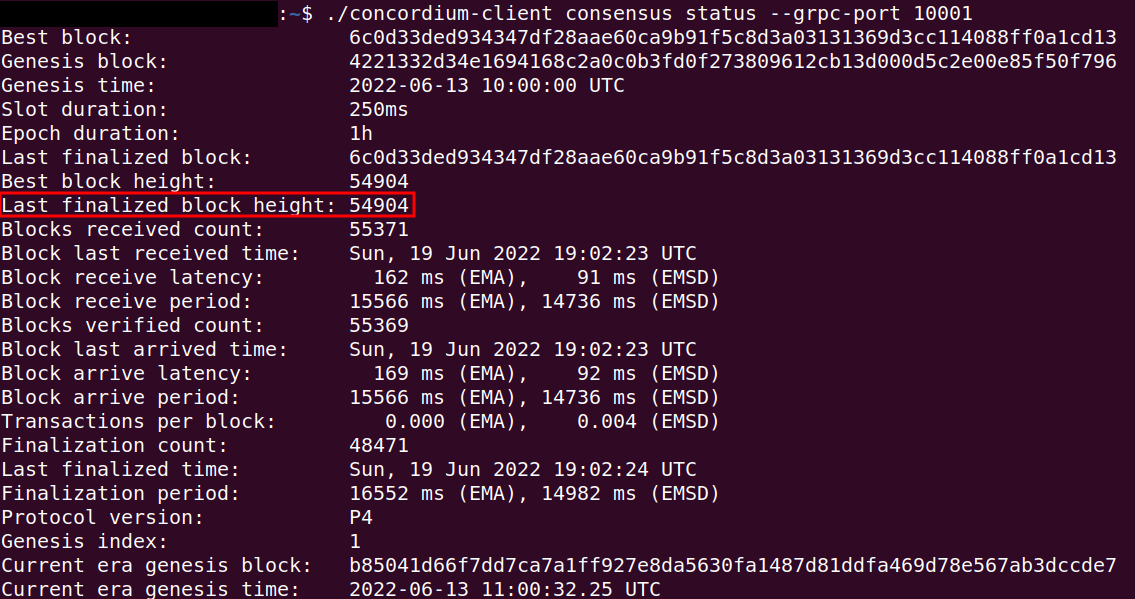 :~$ ./concordium-client consensus status --grpc-port 10001
Best block: 6c0d33ded934347df28aae60ca9b91f5c8d3a03131369d3cc114088ff0a1cd13
Genesis block: 4221332d34e1694168c2a0c0b3fd0f273809612cb13d000d5c2e00e85f50f796
Genesis time: 2022-06-13 10:00:00 UTC
Slot duration: 250ms
Epoch duration: 1h
Last finalized block: 6c0d33ded934347df28aae60ca9b91f5c8d3a03131369d3cc114088ff0a1cd13
Best block height: 54904
Last finalized block height: 54904
Blocks received count: 55371
Block last received time: Sun, 19 Jun 2022 19:02:23 UTC
Block receive latency: 162 ms (EMA), 91 ms (EMSD)
Block receive period: 15566 ms (EMA), 14736 ms (EMSD)
Blocks verified count: 55369
Block last arrived time: Sun, 19 Jun 2022 19:02:23 UTC
Block arrive latency: 169 ms (EMA), 92 ms (EMSD)
Block arrive period: 15566 ms (EMA), 14736 ms (EMSD)
Transactions per block: 0.000 (EMA), 0.004 (EMSD)
Finalization count: 48471
Last finalized time: Sun, 19 Jun 2022 19:02:24 UTC
Finalization period: 16552 ms (EMA), 14982 ms (EMSD)
Protocol version: P4
Genesis index: 1
Current era genesis block: b85041d66f7dd7ca7a1ff927e8da5630fa1487d81ddfa469d78e567ab3dccde7
Current era genesis time: 2022-06-13 11:00:32.25 UTC